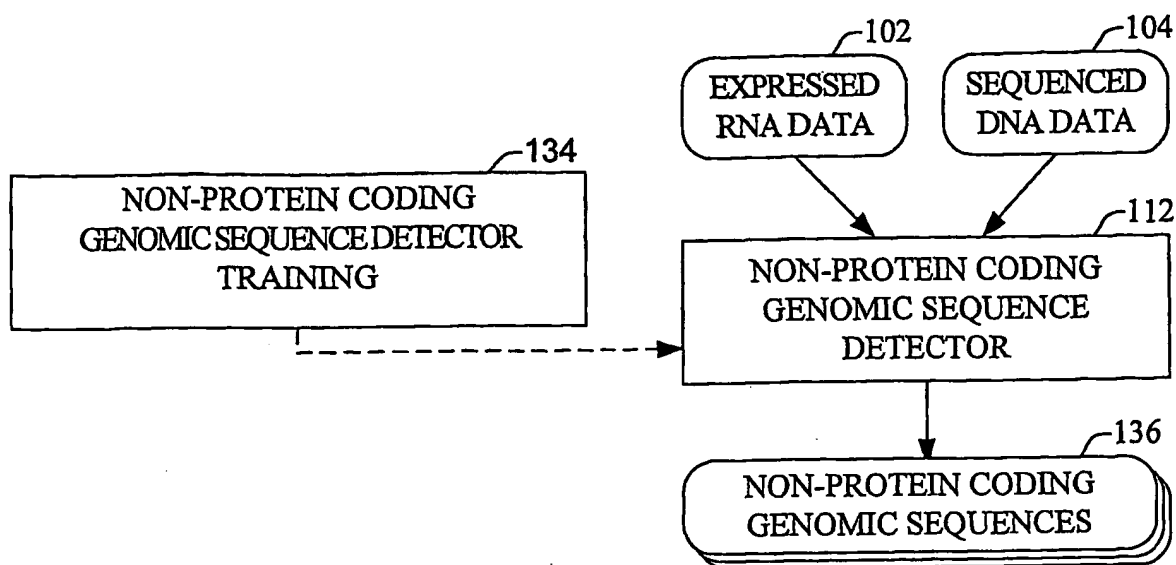 102
104
EXPRESSED
RNA DATA
SEQUENCED
DNA DATA
134
NON-PROTEIN CODING
GENOMIC SEQUENCE DETECTOR
TRAINING
112
NON-PROTEIN CODING
GENOMIC SEQUENCE
DETECTOR
136
NON-PROTEIN CODING
GENOMIC SEQUENCES